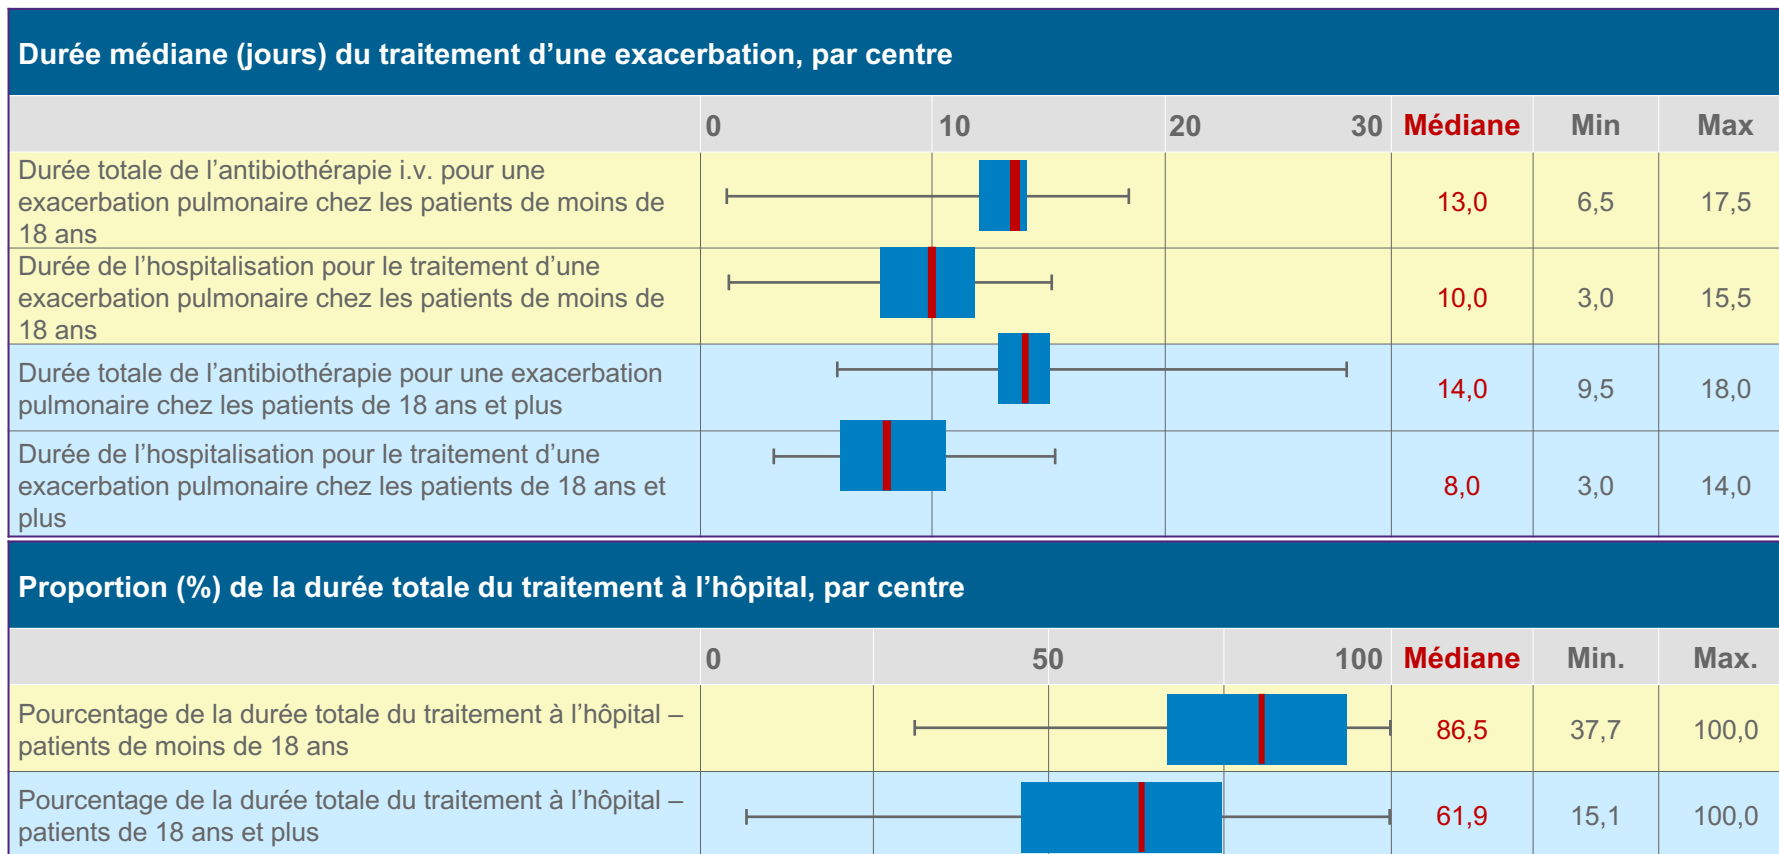 Durée médiane (jours) du traitement d’une exacerbation, par centre
0 10 20 30 Médiane Min Max
Durée totale de l’antibiothérapie i.v. pour une
exacerbation pulmonaire chez les patients de moins de
18 ans
13,0 6,5 17,5
Durée de l’hospitalisation pour le traitement d’une
exacerbation pulmonaire chez les patients de moins de
18 ans
10,0 3,0 15,5
Durée totale de l’antibiothérapie pour une exacerbation
pulmonaire chez les patients de 18 ans et plus
14,0 9,5 18,0
Durée de l’hospitalisation pour le traitement d’une
exacerbation pulmonaire chez les patients de 18 ans et
plus
8,0 3,0 14,0
Proportion (%) de la durée totale du traitement à l’hôpital, par centre
0 50 100 Médiane Min. Max.
Pourcentage de la durée totale du traitement à l’hôpital –
patients de moins de 18 ans
86,5 37,7 100,0
Pourcentage de la durée totale du traitement à l’hôpital –
patients de 18 ans et plus
61,9 15,1 100,0